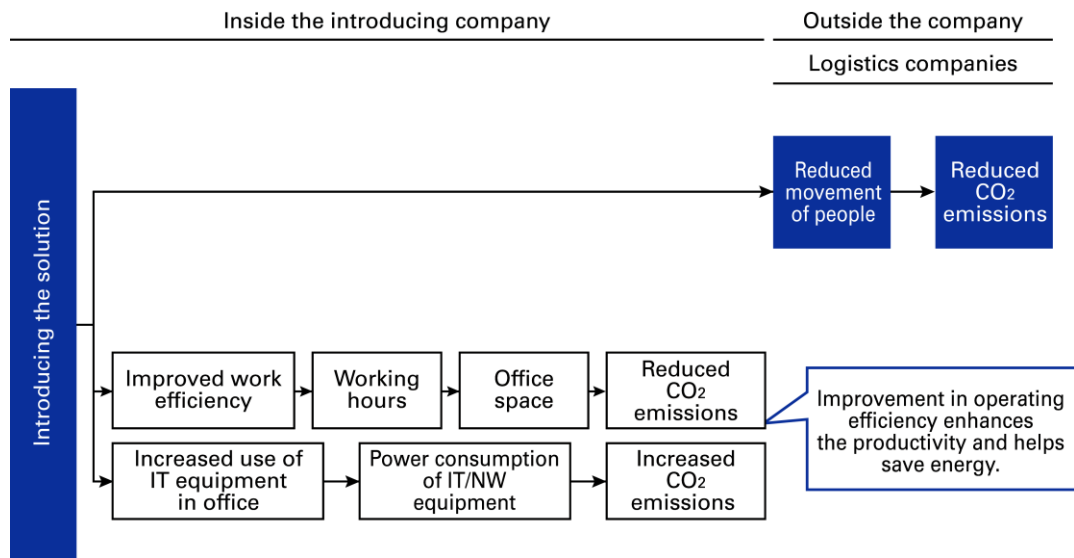 Inside the introducing company
Outside the company
Logistics companies
Introducing the solution
Reduced
movement
of people
Reduced
CO2
emissions
Improved work
efficiency
Working
hours
Office
space
Reduced
CO2
emissions
Improvement in operating
efficiency enhances
the productivity and helps
save energy.
Increased use of
IT equipment
in office
Power consumption
of IT/NW
equipment
Increased
CO2
emissions